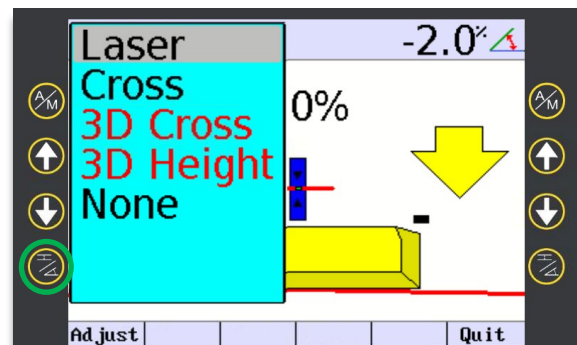 Laser
Cross
3D Cross
3D Height
None
-2.0%
0%
A/M
A/M
Adjust
Quit